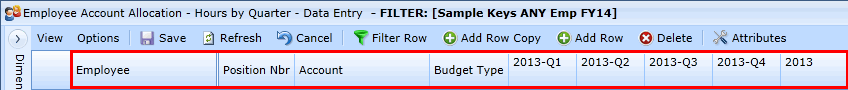 Employee Account Allocation - Hours by Quarter - Data Entry - FILTER: [Sample Keys ANY Emp FY14]
View Options Save Refresh Cancel Filter Row Add Row Copy Add Row Delete Attributes
Dimen
Employee Position Nbr Account Budget Type 2013-Q1 2013-Q2 2013-Q3 2013-Q4 2013